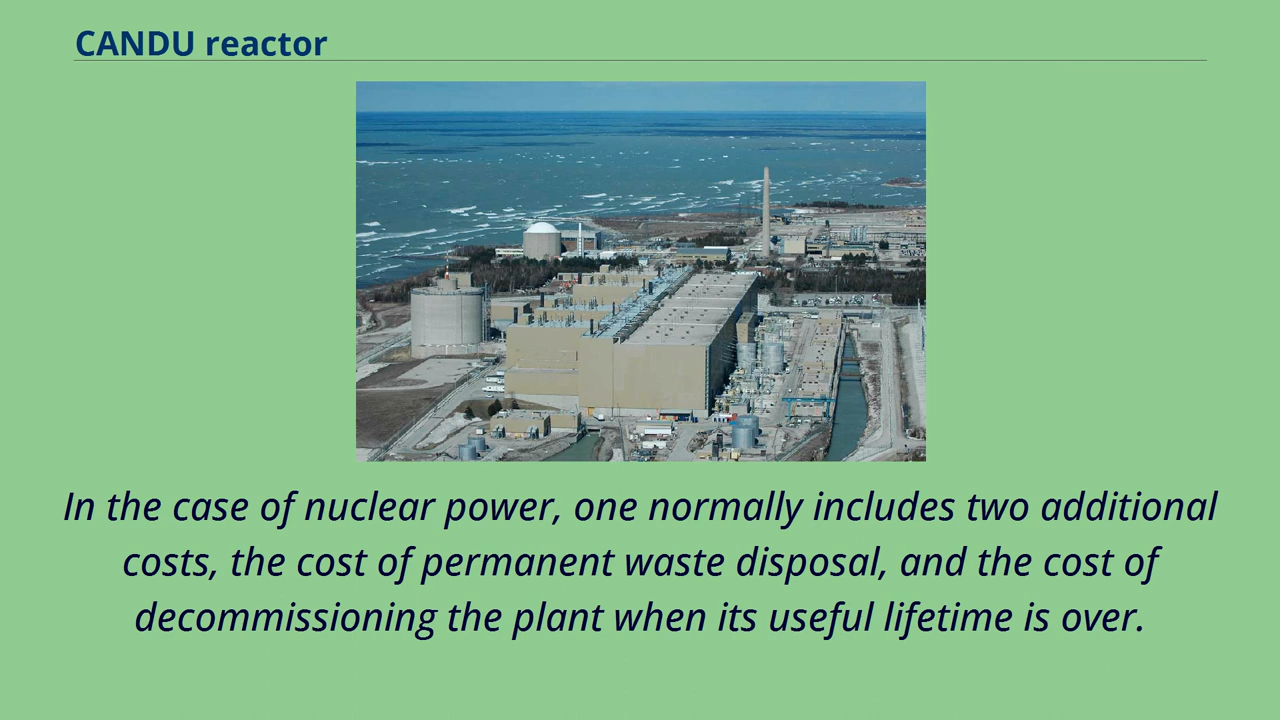 CANDU reactor
In the case of nuclear power, one normally includes two additional
costs, the cost of permanent waste disposal, and the cost of
decommissioning the plant when its useful lifetime is over.